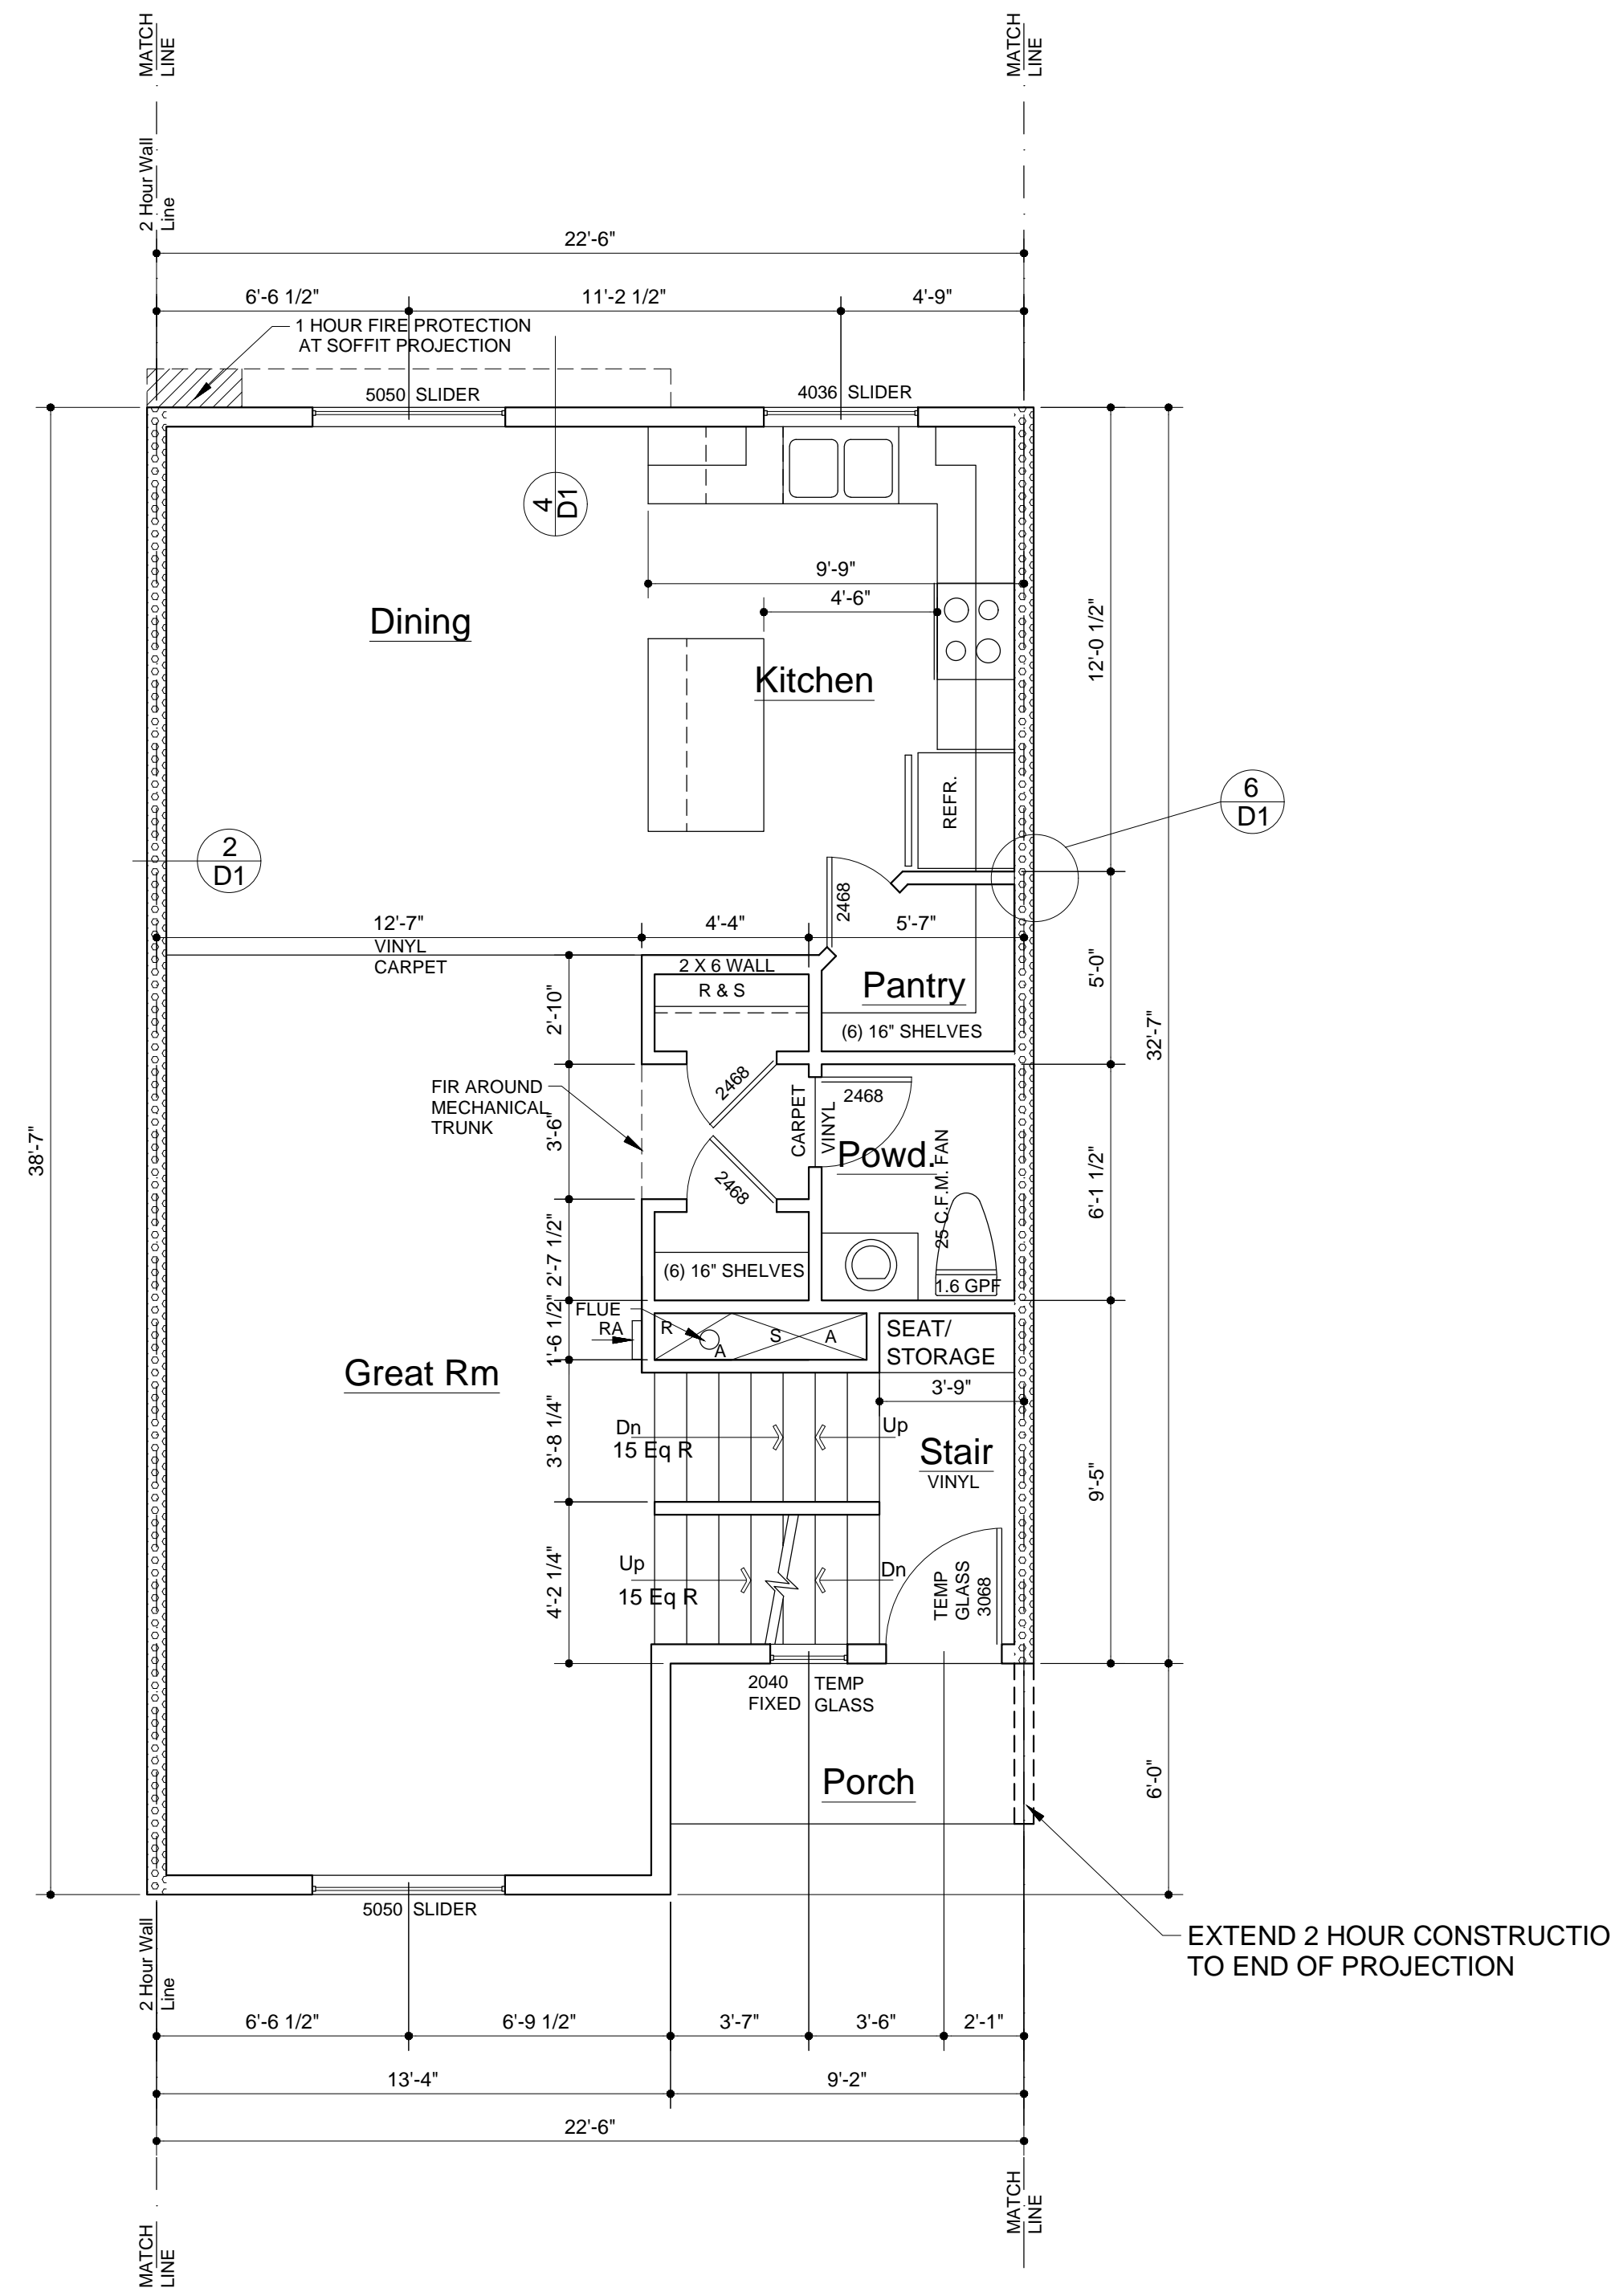 MATCH
LINE
MATCH
LINE
2 Hour Wall
Line
22'-6"
6'-6 1/2"
11'-2 1/2"
4'-9"
1 HOUR FIRE PROTECTION
AT SOFFIT PROJECTION
5050 SLIDER
4036 SLIDER
4
D1
9'-9"
4'-6"
Dining
Kitchen
12'-0 1/2"
REFR.
6
D1
2
D1
2468
12'-7"
4'-4"
5'-7"
VINYL
CARPET
2 X 6 WALL
R & S
Pantry
(6) 16" SHELVES
2'-10"
5'-0"
32'-7"
38'-7"
FIR AROUND
MECHANICAL
TRUNK
3'-6"
2468
CARPET
VINYL
2468
Powd.
25 C.F.M. FAN
6'-1 1/2"
2468
2'-7 1/2"
(6) 16" SHELVES
1.6 GPF
1'-6 1/2"
FLUE
RA
R
A
S
A
SEAT/
STORAGE
Great Rm
3'-9"
3'-8 1/4"
Dn
15 Eq R
Up
Stair
VINYL
9'-5"
4'-2 1/4"
Up
15 Eq R
Dn
TEMP
GLASS
3068
2040
FIXED
TEMP
GLASS
Porch
6'-0"
5050 SLIDER
EXTEND 2 HOUR CONSTRUCTIO
TO END OF PROJECTION
2 Hour Wall
Line
6'-6 1/2"
6'-9 1/2"
3'-7"
3'-6"
2'-1"
13'-4"
9'-2"
22'-6"
MATCH
LINE
MATCH
LINE